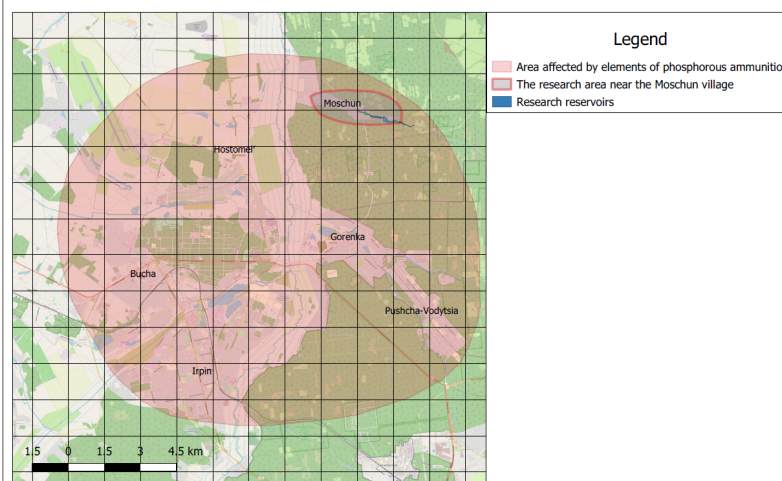 Legend
Area affected by elements of phosphorous ammunitio
The research area near the Moschun village
Research reservoirs
Moschun
Hostomel'
Gorenka
Bucha
Pushcha-Vodytsia
Irpin
1.5 0 1.5 3 4.5 km